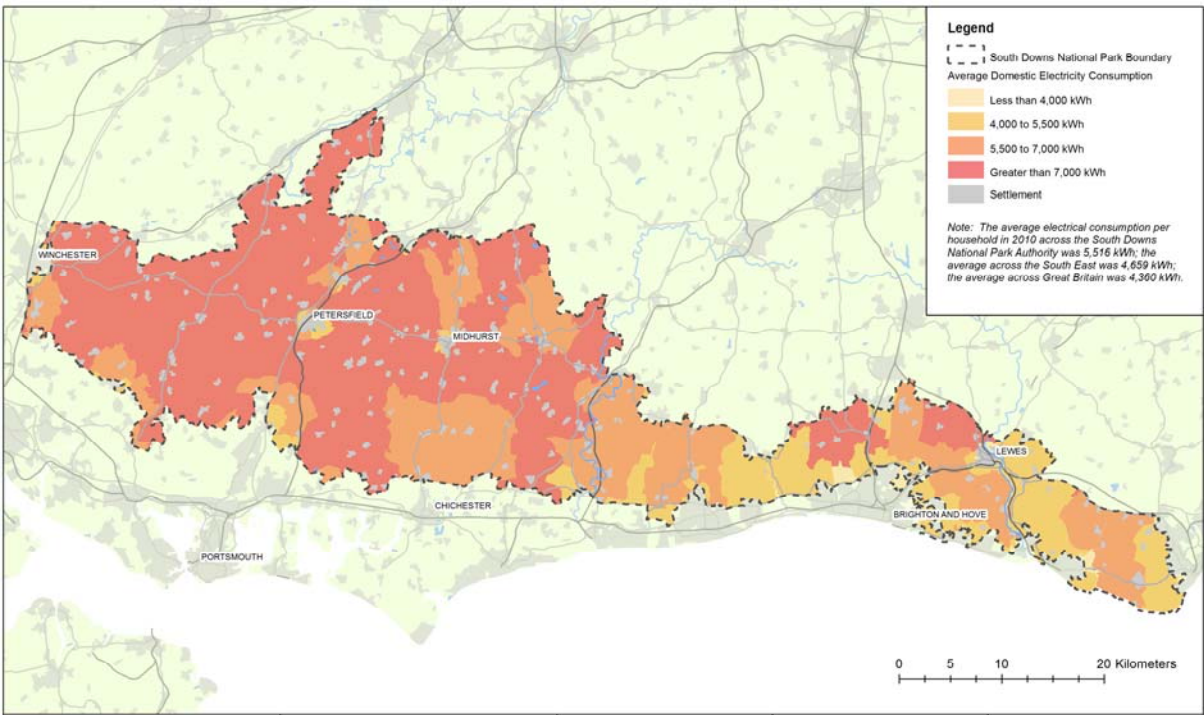 Legend
South Downs National Park Boundary
Average Domestic Electricity Consumption
Less than 4,000 kWh
4,000 to 5,500 kWh
5,500 to 7,000 kWh
Greater than 7,000 kWh
Settlement
Note: The average electrical consumption per
household in 2010 across the South Downs
National Park Authority was 5,516 kWh; the
average across the South East was 4,659 kWh;
the average across Great Britain was 4,360 kWh.
WINCHESTER
PETERSFIELD
MIDHURST
LEWES
CHICHESTER
BRIGHTON AND HOVE
PORTSMOUTH
0 5 10 20 Kilometers